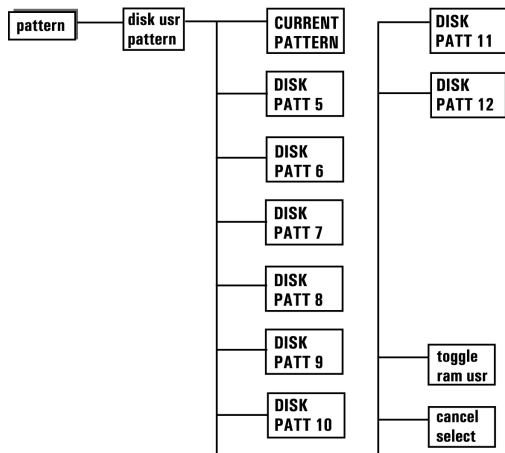 pattern
disk usr
pattern
CURRENT
PATTERN
DISK
PATT 5
DISK
PATT 6
DISK
PATT 7
DISK
PATT 8
DISK
PATT 9
DISK
PATT 10
DISK
PATT 11
DISK
PATT 12
toggle
ram usr
cancel
select